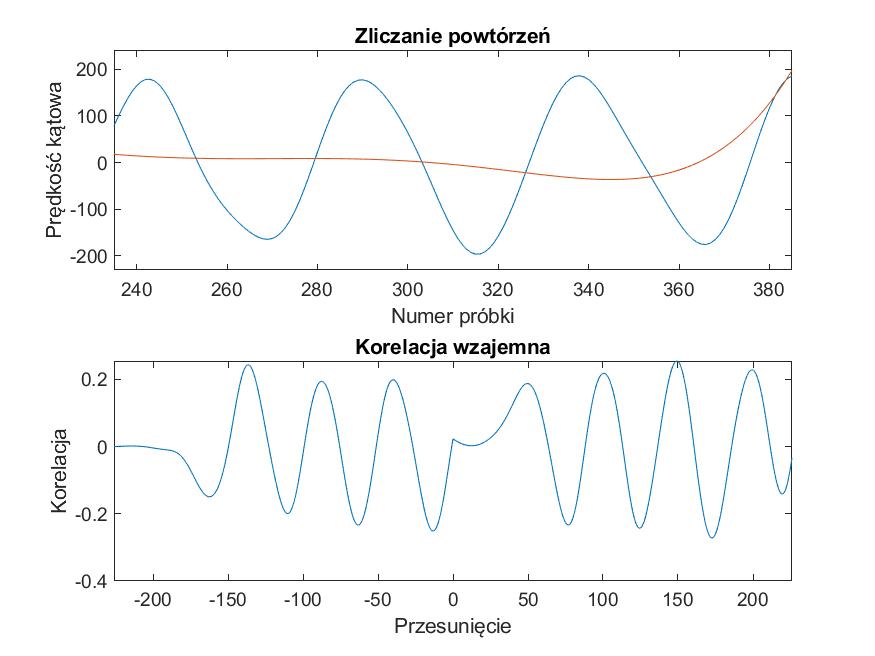 Zliczanie powtórzeń
200
100
0
-100
-200
Prędkość kątowa
240 260 280 300 320 340 360 380
Numer próbki
Korelacja wzajemna
0.2
0
-0.2
-0.4
Korelacja
-200 -150 -100 -50 0 50 100 150 200
Przesunięcie